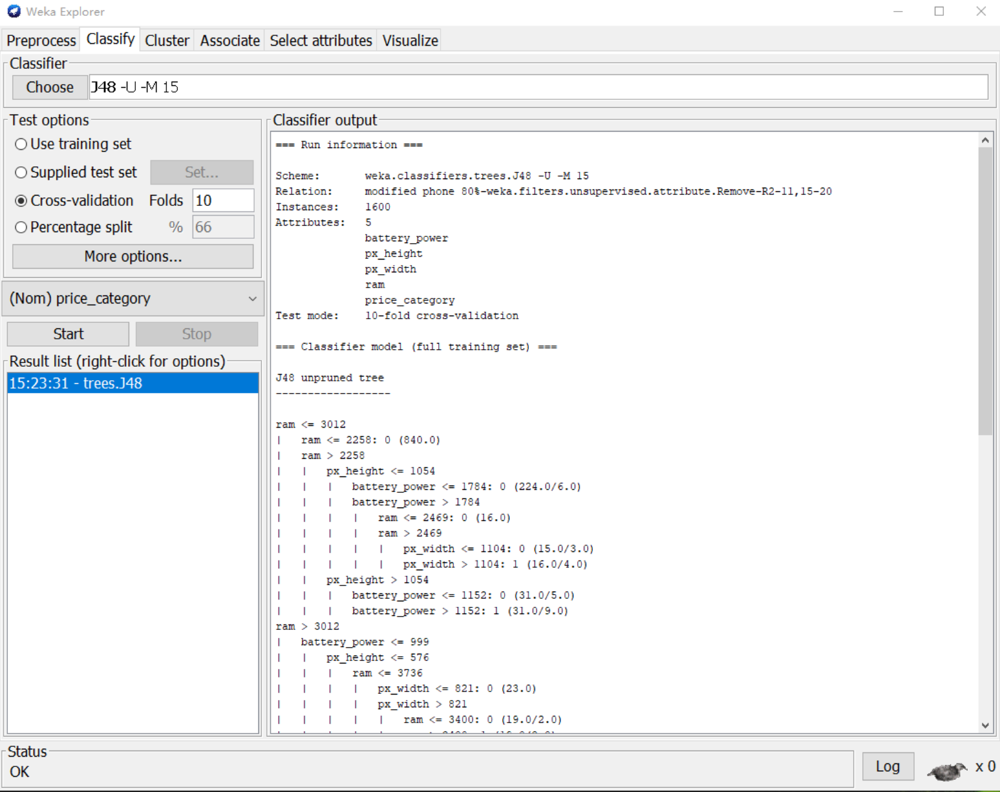 Weka Explorer
Preprocess Classify Cluster Associate Select attributes Visualize
Classifier
Choose J48 -U -M 15
Test options
Use training set
Supplied test set Set...
Cross-validation Folds 10
Percentage split % 66
More options...
(Nom) price_category
Start Stop
Result list (right-click for options)
15:23:31 - trees.J48
Classifier output
=== Run information ===
Scheme: weka.classifiers.trees.J48 -U -M 15
Relation: modified phone 80%-weka.filters.unsupervised.attribute.Remove-R2-11,15-20
Instances: 1600
Attributes: 5
battery_power
px_height
px_width
ram
price_category
Test mode: 10-fold cross-validation
=== Classifier model (full training set) ===
J48 unpruned tree
------------------
ram <= 3012
|   ram <= 2258: 0 (840.0)
|   ram > 2258
|   |   px_height <= 1054
|   |   |   battery_power <= 1784: 0 (224.0/6.0)
|   |   |   battery_power > 1784
|   |   |   |   ram <= 2469: 0 (16.0)
|   |   |   |   ram > 2469
|   |   |   |   |   px_width <= 1104: 0 (15.0/3.0)
|   |   |   |   |   px_width > 1104: 1 (16.0/4.0)
|   |   px_height > 1054
|   |   |   battery_power <= 1152: 0 (31.0/5.0)
|   |   |   battery_power > 1152: 1 (31.0/9.0)
ram > 3012
|   battery_power <= 999
|   |   px_height <= 576
|   |   |   ram <= 3736
|   |   |   |   px_width <= 821: 0 (23.0)
|   |   |   |   px_width > 821
|   |   |   |   |   ram <= 3400: 0 (19.0/2.0)
Status
OK
Log x 0